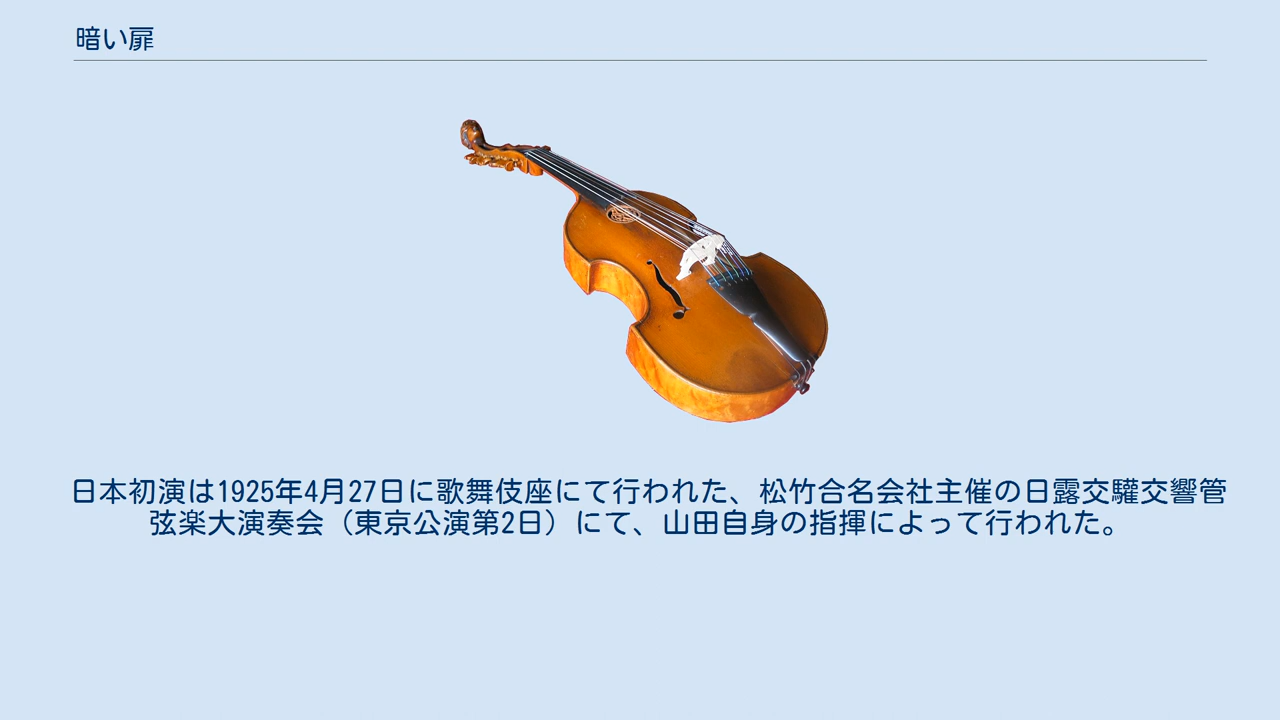 暗い扉
日本初演は1925年4月27日に歌舞伎座にて行われた、松竹合名会社主催の日露交驩交響管
弦楽大演奏会（東京公演第2日）にて、山田自身の指揮によって行われた。